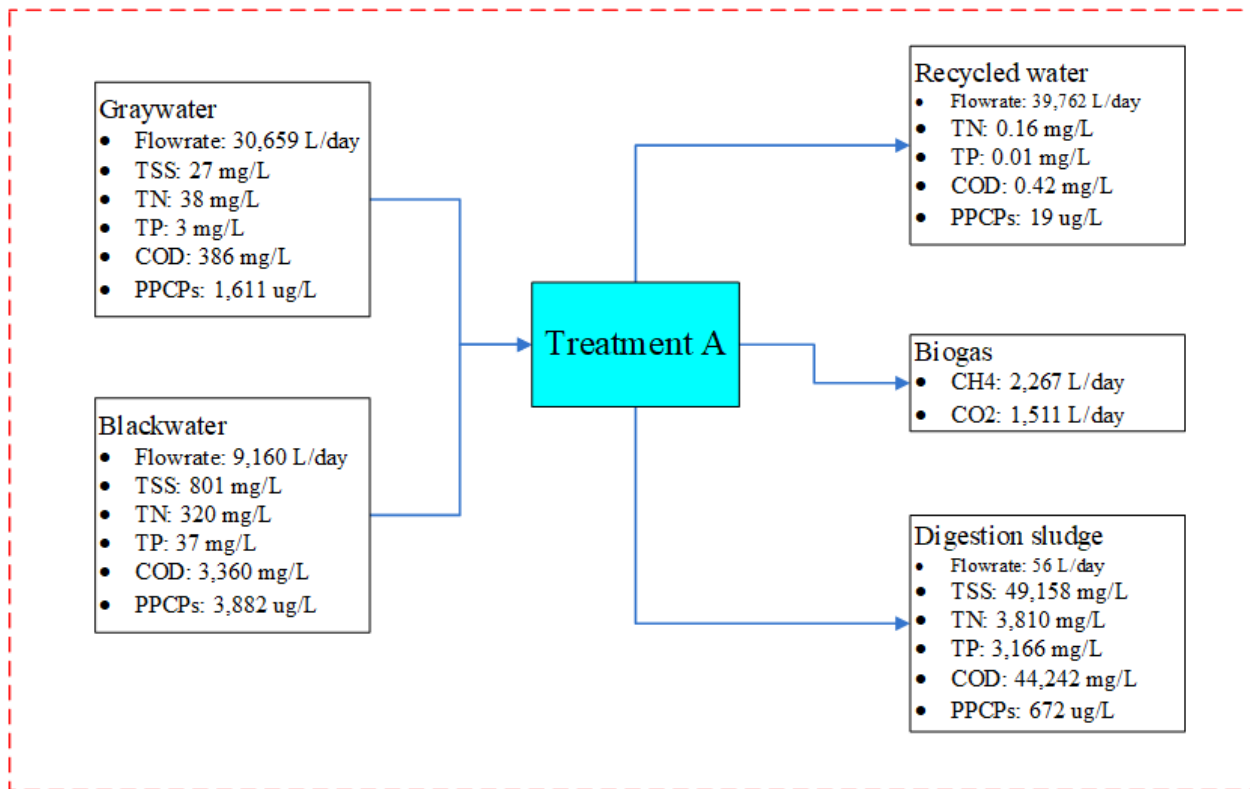 Graywater
• Flowrate: 30,659 L/day
• TSS: 27 mg/L
• TN: 38 mg/L
• TP: 3 mg/L
• COD: 386 mg/L
• PPCPs: 1,611 ug/L
Blackwater
• Flowrate: 9,160 L/day
• TSS: 801 mg/L
• TN: 320 mg/L
• TP: 37 mg/L
• COD: 3,360 mg/L
• PPCPs: 3,882 ug/L
Treatment A
Recycled water
• Flowrate: 39,762 L/day
• TN: 0.16 mg/L
• TP: 0.01 mg/L
• COD: 0.42 mg/L
• PPCPs: 19 ug/L
Biogas
• CH4: 2,267 L/day
• CO2: 1,511 L/day
Digestion sludge
• Flowrate: 56 L/day
• TSS: 49,158 mg/L
• TN: 3,810 mg/L
• TP: 3,166 mg/L
• COD: 44,242 mg/L
• PPCPs: 672 ug/L